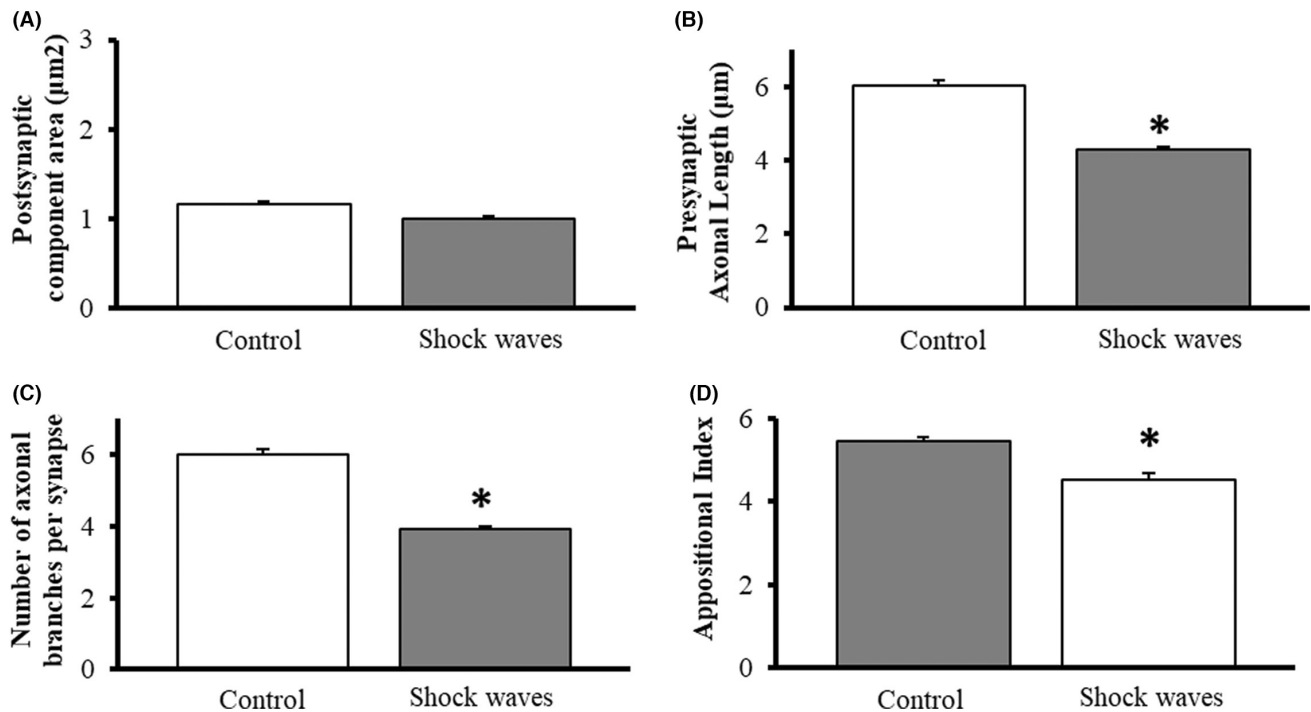 (A)
Postsynaptic
component area (µm2)
3
2
1
0
Control
Shock waves
(B)
Presynaptic
Axonal Length (µm)
6
4
2
0
*
Control
Shock waves
(C)
Number of axonal
branches per synapse
6
4
2
0
*
Control
Shock waves
(D)
Appositional Index
6
4
2
0
*
Control
Shock waves